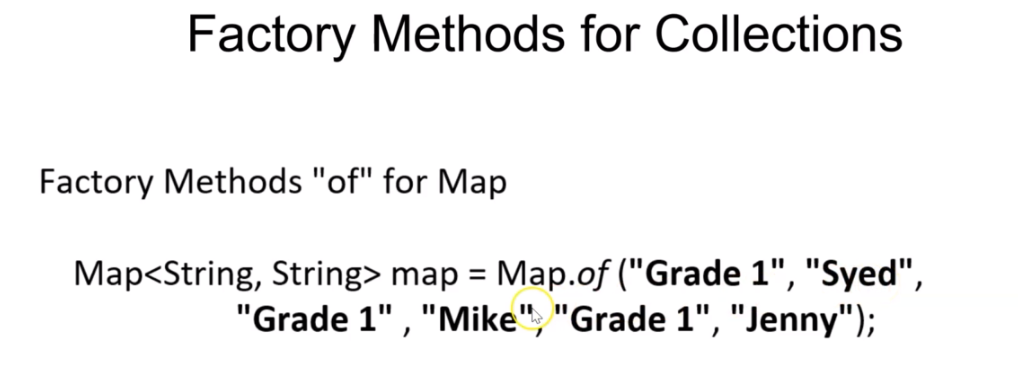 Factory Methods for Collections
Factory Methods "of" for Map
Map<String, String> map = Map.of ("Grade 1", "Syed",
"Grade 1" , "Mike", "Grade 1", "Jenny");